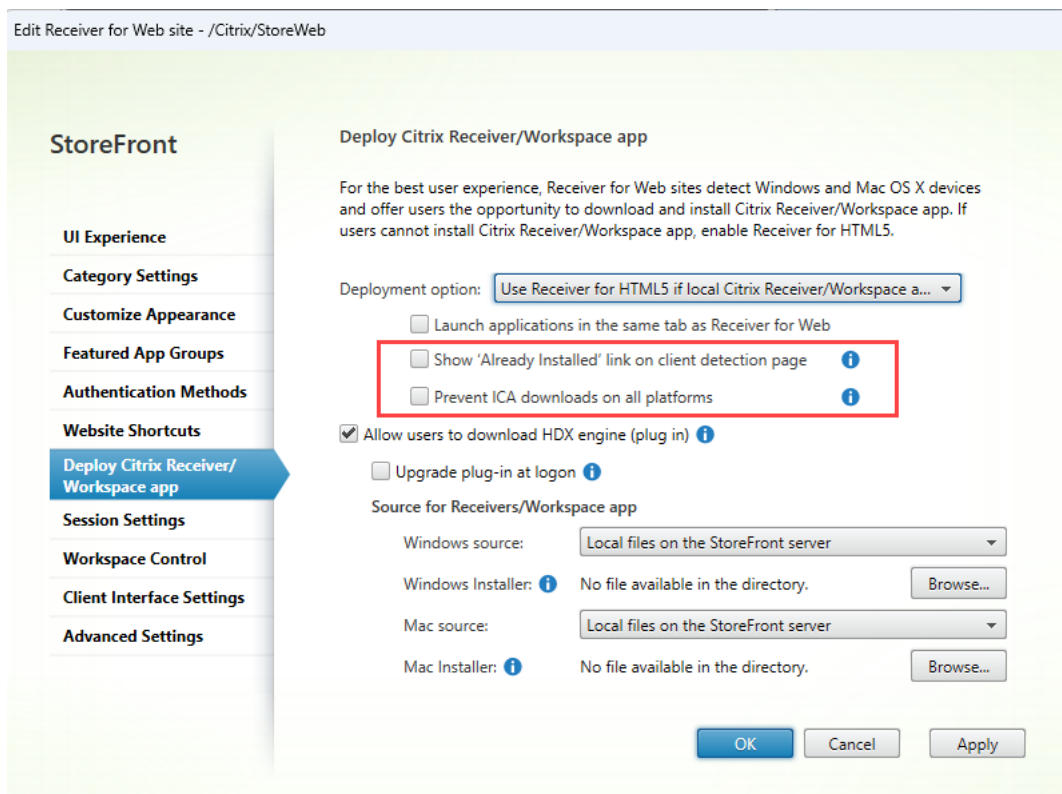 Edit Receiver for Web site - /Citrix/StoreWeb
StoreFront
UI Experience
Category Settings
Customize Appearance
Featured App Groups
Authentication Methods
Website Shortcuts
Deploy Citrix Receiver/
Workspace app
Session Settings
Workspace Control
Client Interface Settings
Advanced Settings
Deploy Citrix Receiver/Workspace app
For the best user experience, Receiver for Web sites detect Windows and Mac OS X devices
and offer users the opportunity to download and install Citrix Receiver/Workspace app. If
users cannot install Citrix Receiver/Workspace app, enable Receiver for HTML5.
Deployment option: Use Receiver for HTML5 if local Citrix Receiver/Workspace a...
Launch applications in the same tab as Receiver for Web
Show ‘Already Installed’ link on client detection page
Prevent ICA downloads on all platforms
Allow users to download HDX engine (plug in)
Upgrade plug-in at logon
Source for Receivers/Workspace app
Windows source: Local files on the StoreFront server
Windows Installer: No file available in the directory. Browse...
Mac source: Local files on the StoreFront server
Mac Installer: No file available in the directory. Browse...
OK Cancel Apply